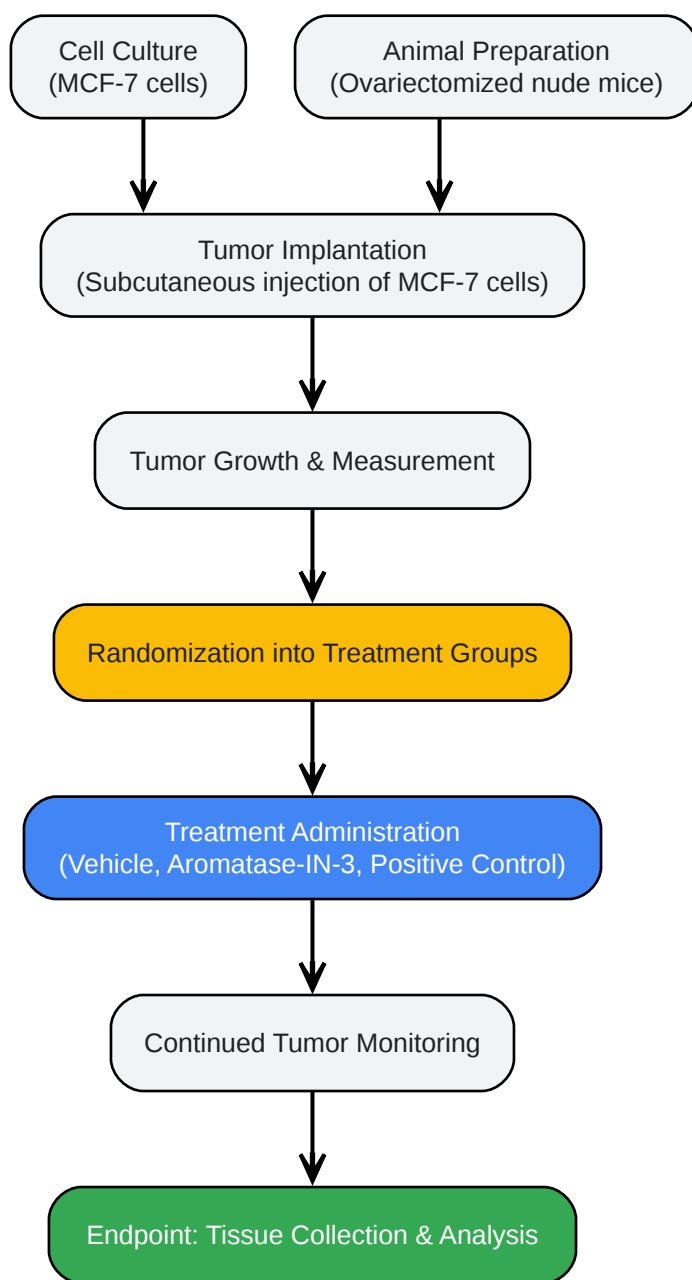 Cell Culture
(MCF-7 cells)
Animal Preparation
(Ovariectomized nude mice)
Tumor Implantation
(Subcutaneous injection of MCF-7 cells)
Tumor Growth & Measurement
Randomization into Treatment Groups
Treatment Administration
(Vehicle, Aromatase-IN-3, Positive Control)
Continued Tumor Monitoring
Endpoint: Tissue Collection & Analysis